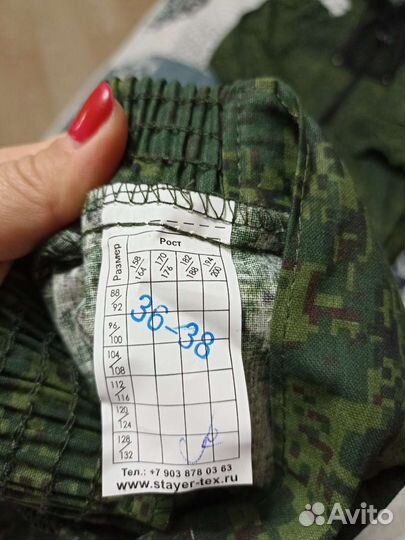 Размер
Рост
158/164 170/176 182/188 194/200
88/92
96/100
104/108
112/116
120/124
128/132
36-38
Тел.: +7 903 878 03 63
www.stayer-tex.ru
Avito